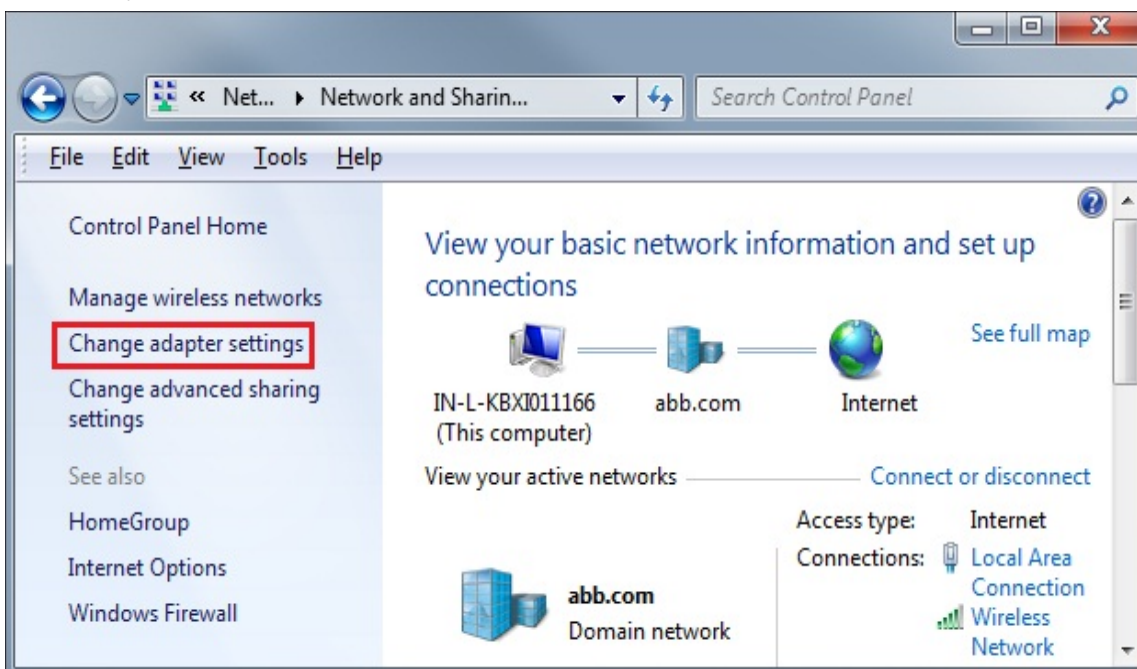 « Net... ▸ Network and Sharin...
Search Control Panel
File Edit View Tools Help
Control Panel Home
Manage wireless networks
Change adapter settings
Change advanced sharing
settings
See also
HomeGroup
Internet Options
Windows Firewall
View your basic network information and set up
connections
See full map
IN-L-KBXI011166
(This computer)
abb.com
Internet
View your active networks
Connect or disconnect
abb.com
Domain network
Access type: Internet
Connections: Local Area
Connection
Wireless
Network